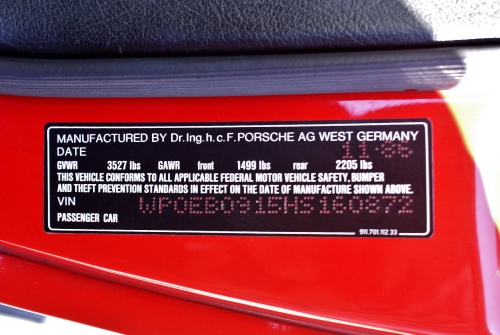 MANUFACTURED BY Dr.Ing.h.c.F.PORSCHE AG WEST GERMANY
DATE 11·86
GVWR 3527 lbs GAWR front 1499 lbs rear 2205 lbs
THIS VEHICLE CONFORMS TO ALL APPLICABLE FEDERAL MOTOR VEHICLE SAFETY, BUMPER
AND THEFT PREVENTION STANDARDS IN EFFECT ON THE DATE OF MANUFACTURE SHOWN ABOVE.
VIN WP0EB0915HS160872
PASSENGER CAR
911.701.112 33